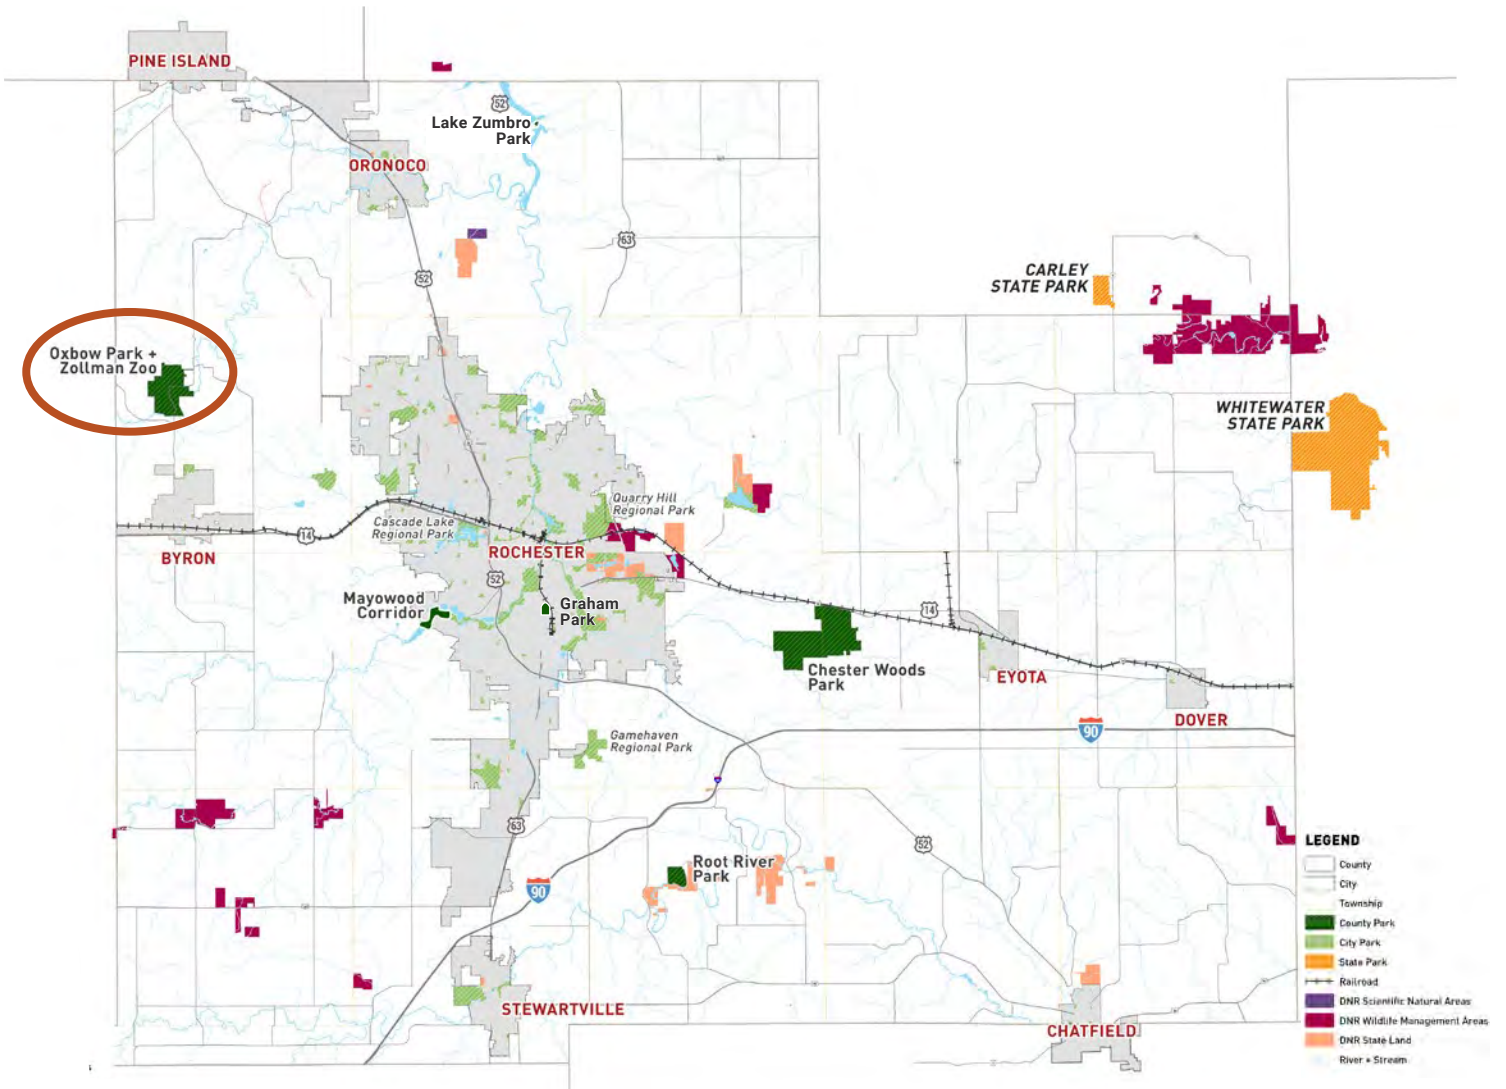 PINE ISLAND
52
Lake Zumbro
Park
ORONOCO
63
52
CARLEY
STATE PARK
Oxbow Park +
Zollman Zoo
WHITEWATER
STATE PARK
Quarry Hill
Regional Park
Cascade Lake
Regional Park
14
ROCHESTER
BYRON
52
Mayowood
Corridor
Graham
Park
14
Chester Woods
Park
EYOTA
DOVER
90
Gamehaven
Regional Park
63
52
Root River
Park
90
STEWARTVILLE
CHATFIELD
LEGEND
County
City
Township
County Park
City Park
State Park
Railroad
DNR Scientific Natural Areas
DNR Wildlife Management Areas
DNR State Land
River + Stream